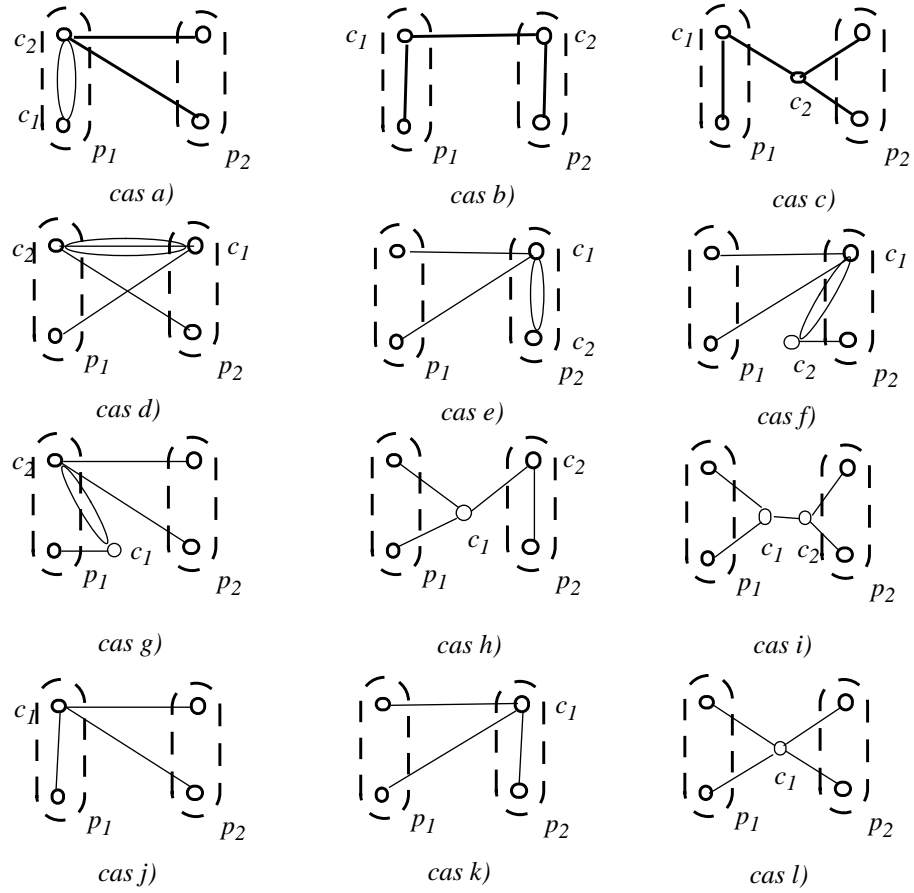 c2 c1 p1 p2
cas a)
c1 c2 p1 p2
cas b)
c1 c2 p1 p2
cas c)
c2 c1 p1 p2
cas d)
c1 c2 p1 p2
cas e)
c1 c2 p1 p2
cas f)
c2 c1 p1 p2
cas g)
c2 c1 p1 p2
cas h)
c1 c2 p1 p2
cas i)
c1 p1 p2
cas j)
c1 p1 p2
cas k)
c1 p1 p2
cas l)